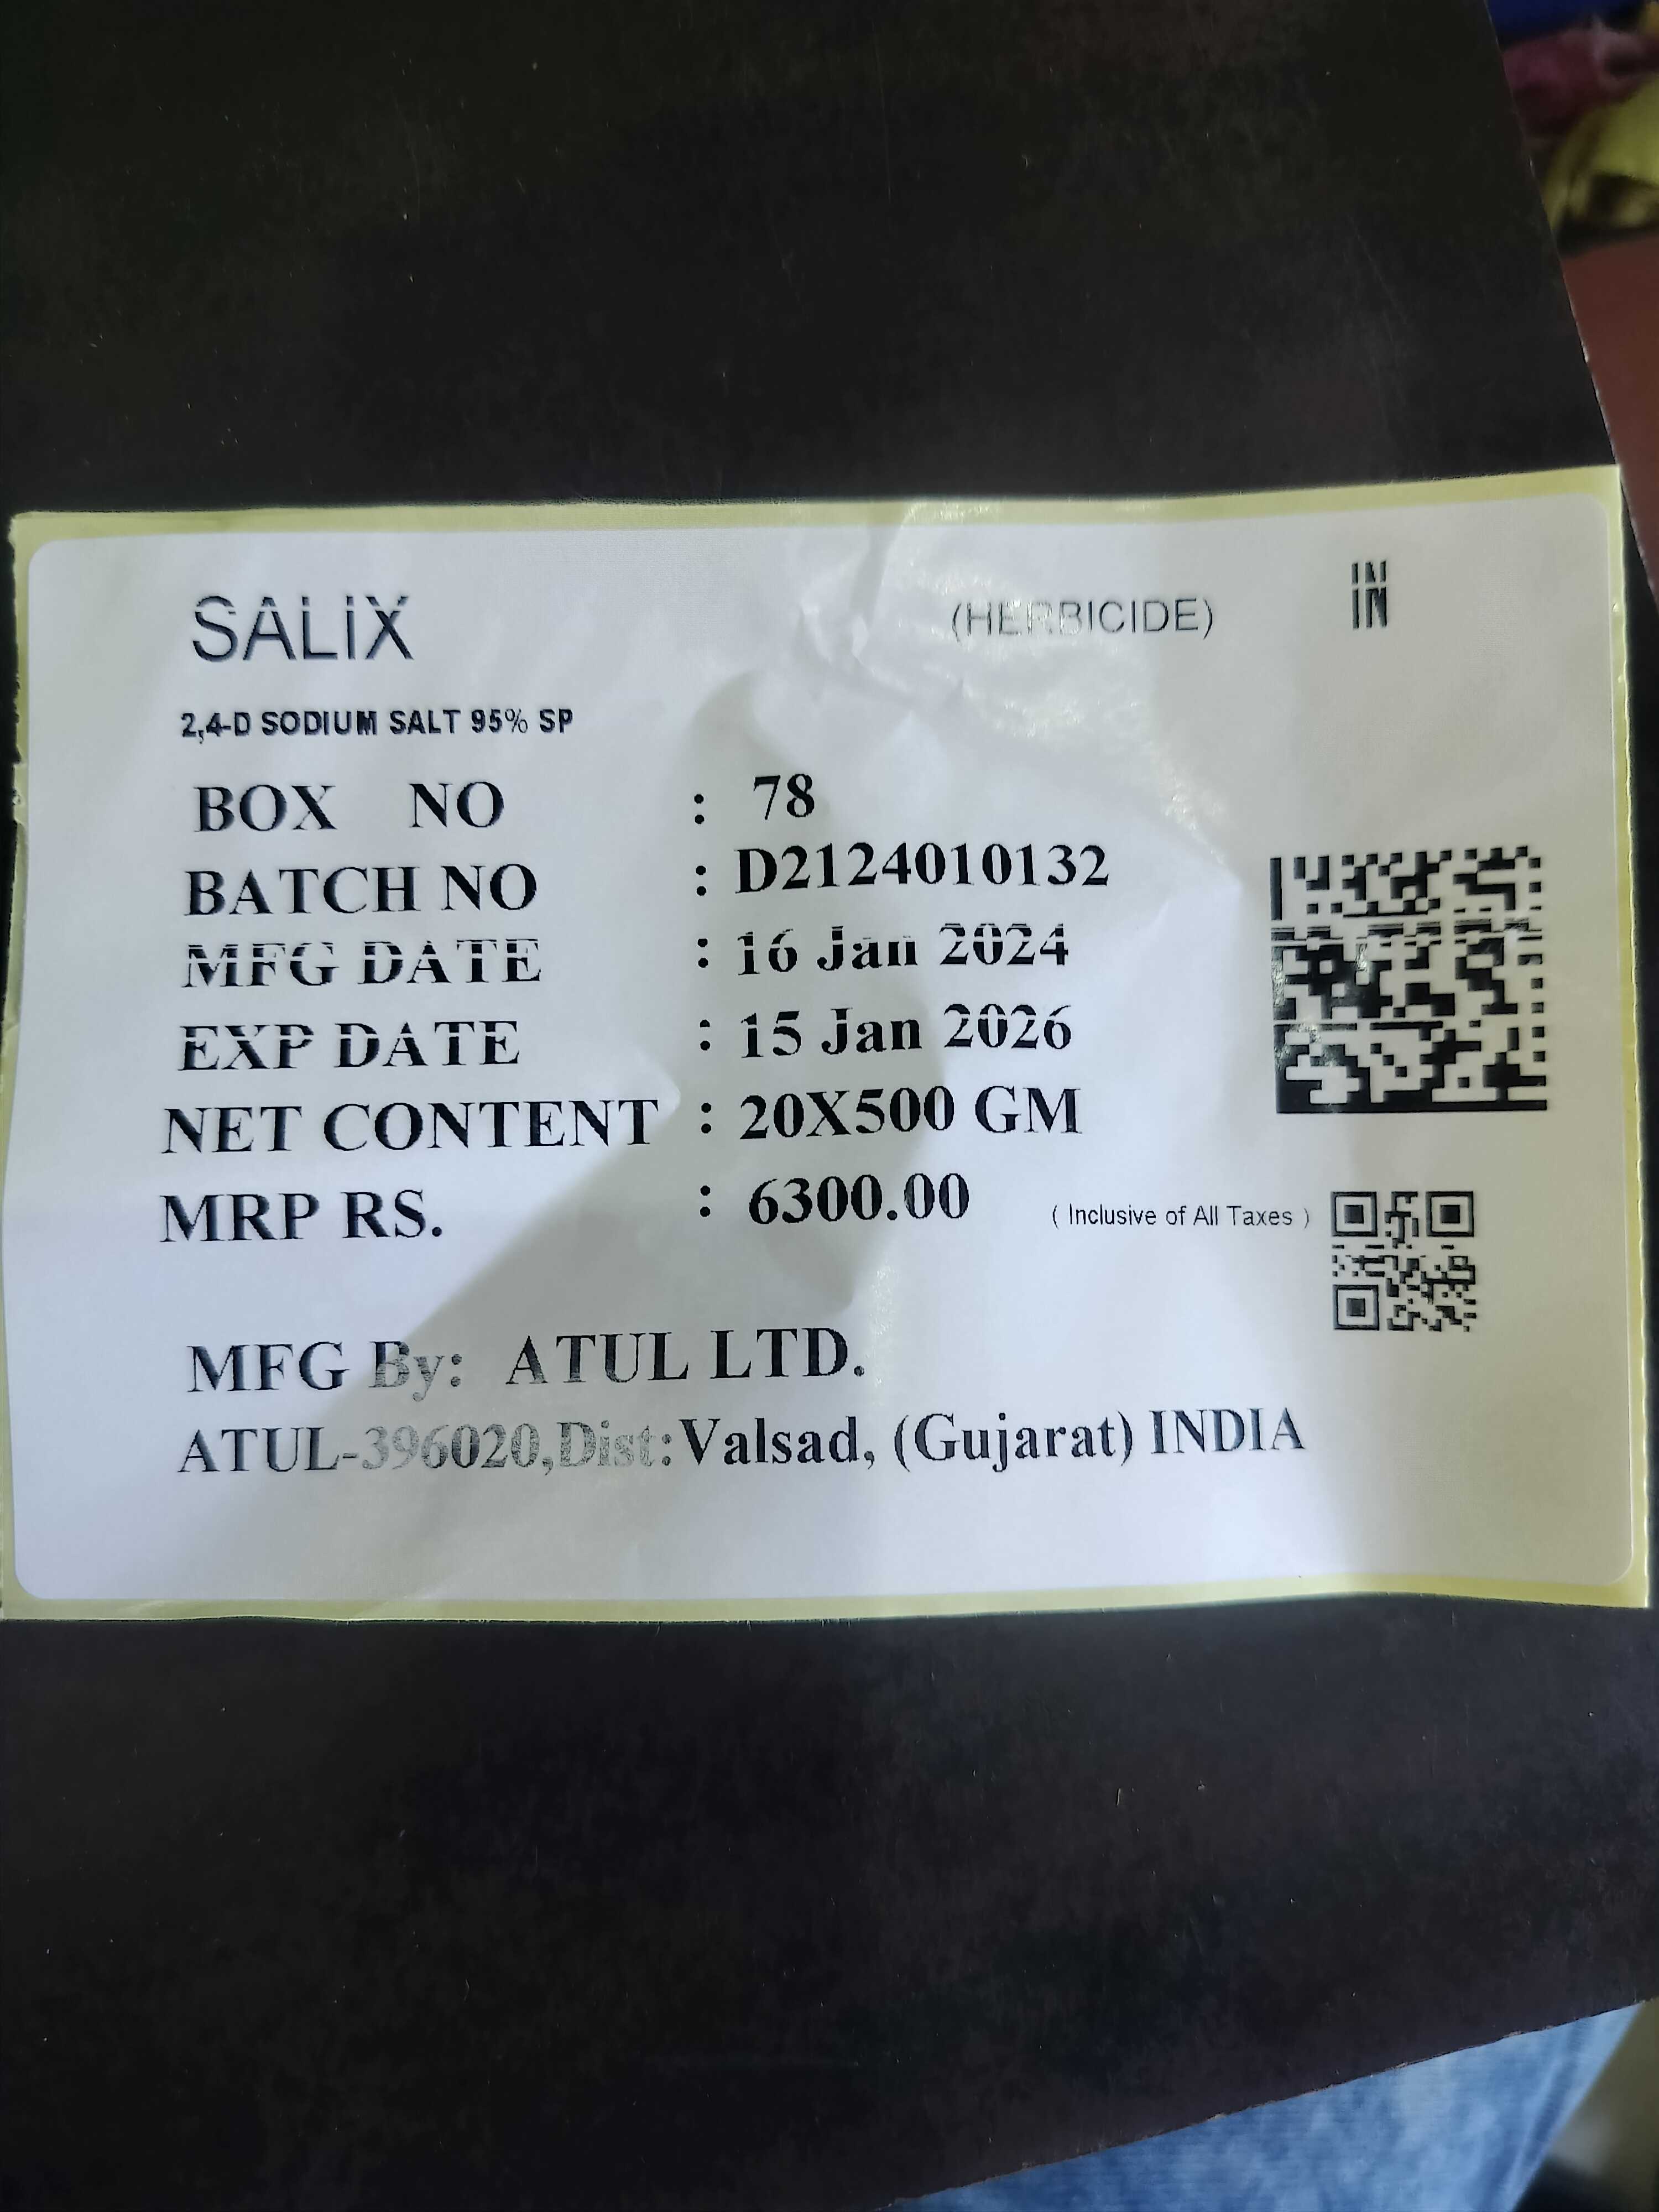 SALIX (HERBICIDE) IN
2,4-D SODIUM SALT 95% SP
BOX NO : 78
BATCH NO : D2124010132
MFG DATE : 16 Jan 2024
EXP DATE : 15 Jan 2026
NET CONTENT : 20X500 GM
MRP RS. : 6300.00 ( Inclusive of All Taxes )
MFG By: ATUL LTD.
ATUL-396020,Dist:Valsad, (Gujarat) INDIA